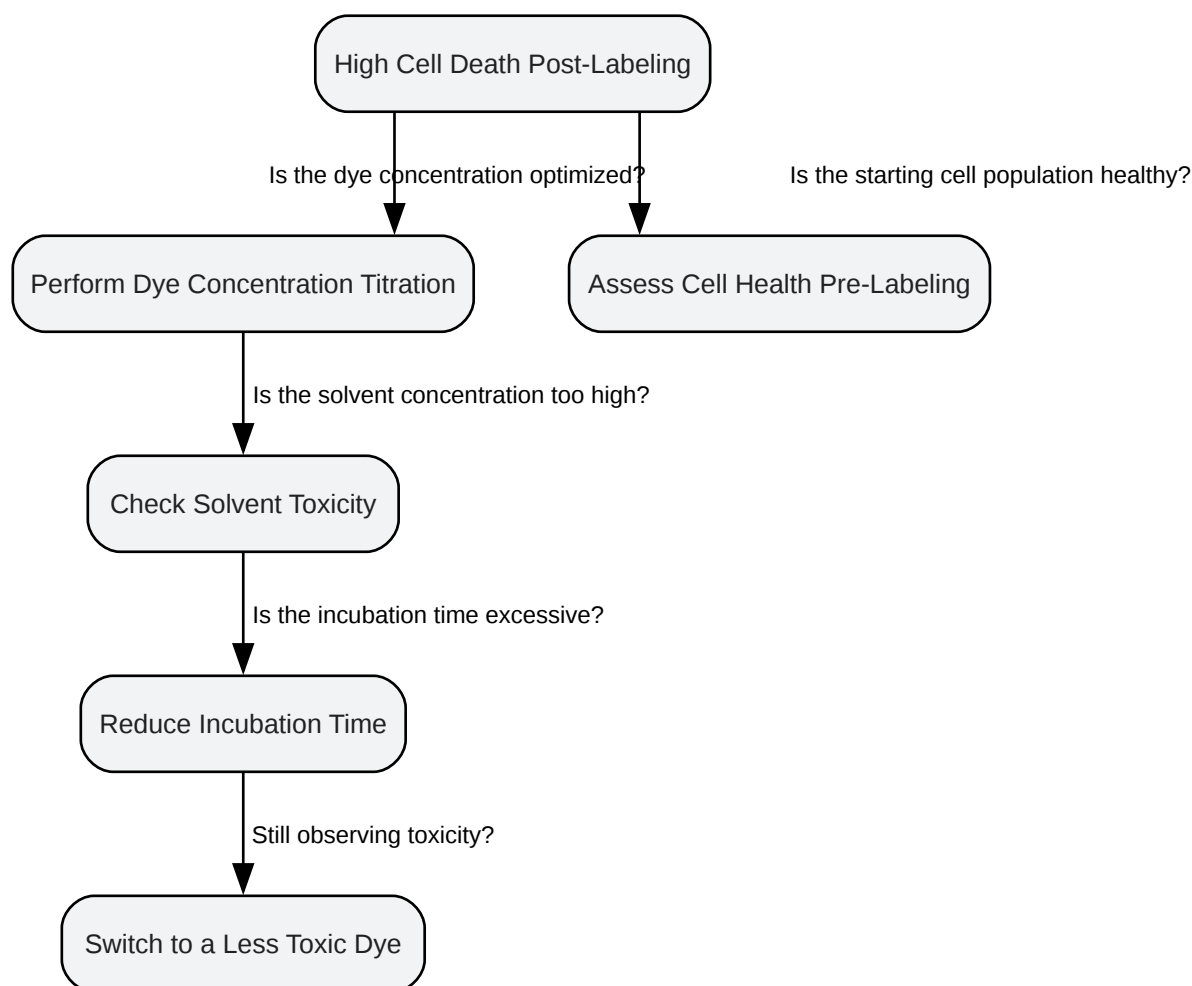 High Cell Death Post-Labeling
Is the dye concentration optimized?
Is the starting cell population healthy?
Perform Dye Concentration Titration
Assess Cell Health Pre-Labeling
Is the solvent concentration too high?
Check Solvent Toxicity
Is the incubation time excessive?
Reduce Incubation Time
Still observing toxicity?
Switch to a Less Toxic Dye